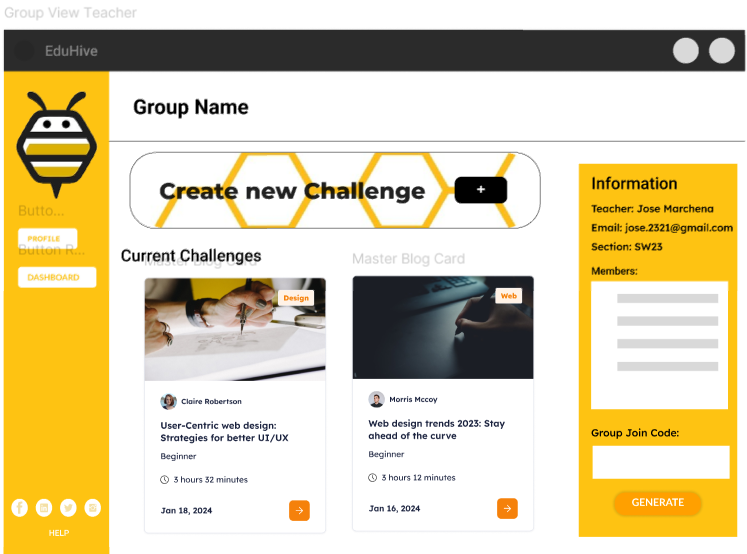 Group View Teacher
EduHive
Group Name
Create new Challenge +
Butto...
PROFILE
Button R...
DASHBOARD
Current Challenges
Master Blog Card
Master Blog Card
Design
Claire Robertson
User-Centric web design:
Strategies for better UI/UX
Beginner
3 hours 32 minutes
Jan 18, 2024
Web
Morris Mccoy
Web design trends 2023: Stay
ahead of the curve
Beginner
3 hours 12 minutes
Jan 16, 2024
Information
Teacher: Jose Marchena
Email: jose.2321@gmail.com
Section: SW23
Members:
Group Join Code:
GENERATE
HELP